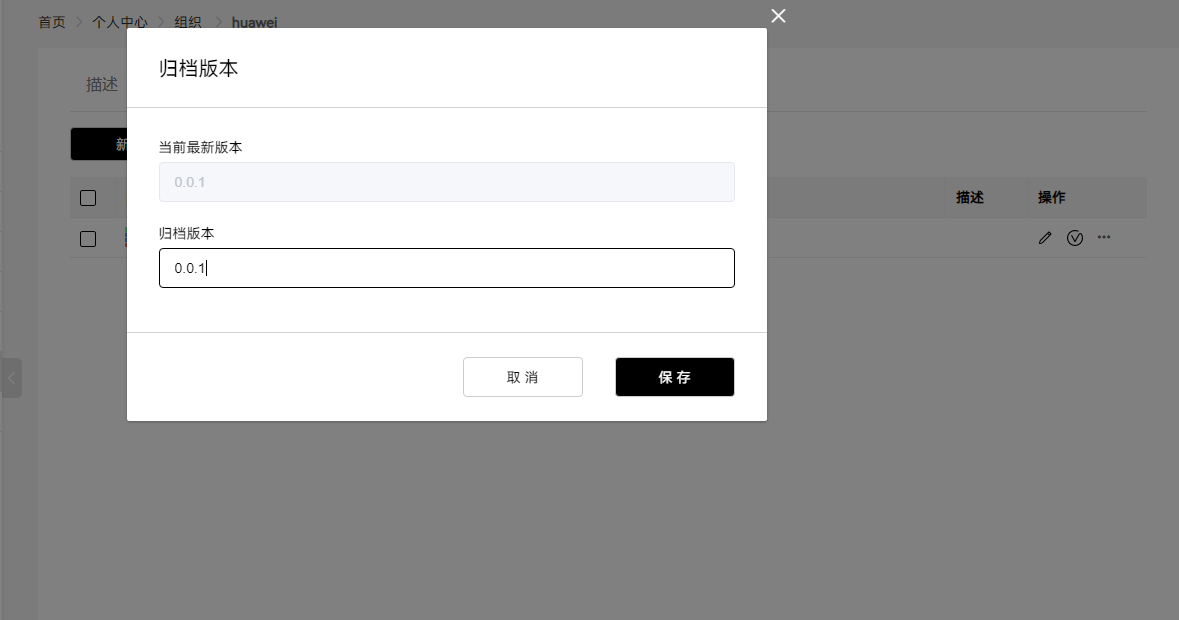 首页 > 个人中心 > 组织 > huawei
归档版本
描述
当前最新版本
新
0.0.1
描述 操作
归档版本
0.0.1
取 消 保 存